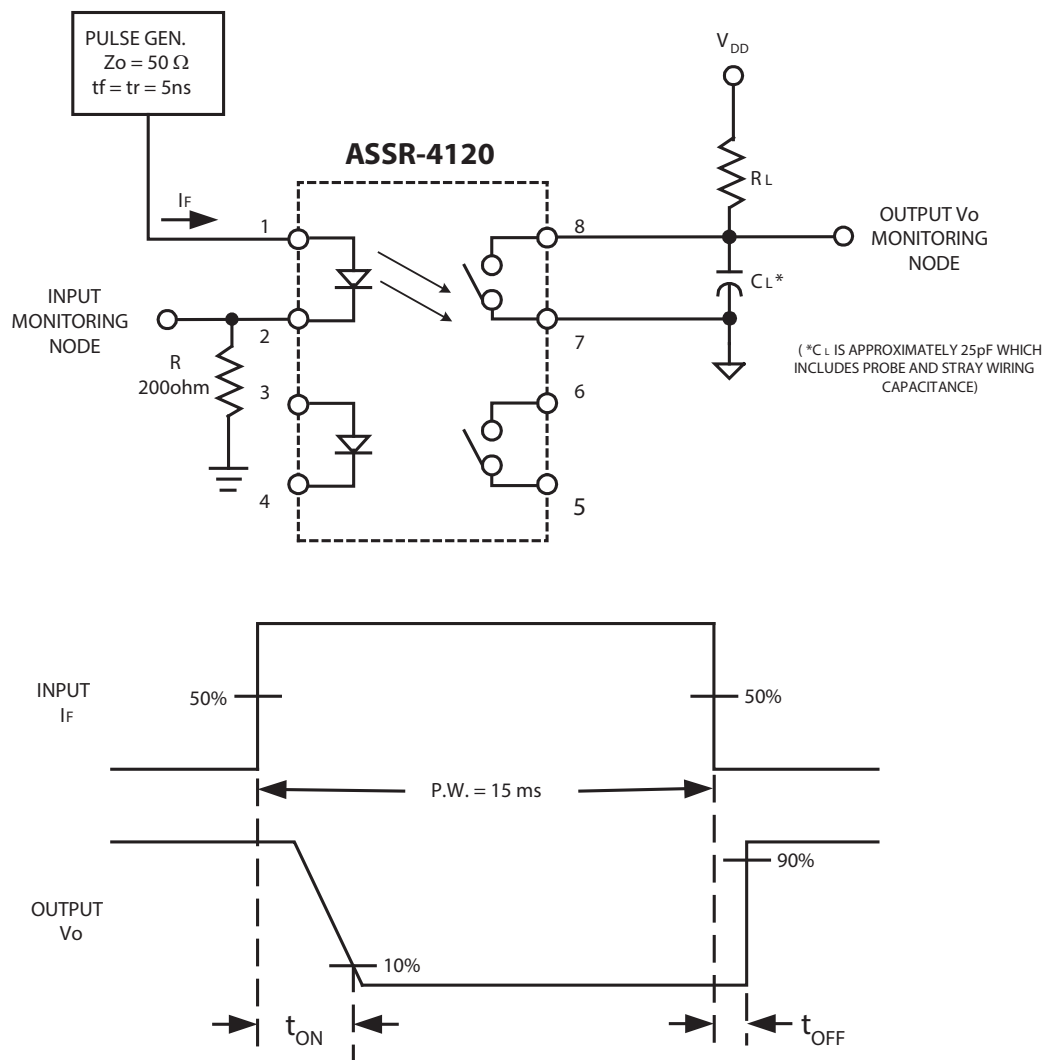 PULSE GEN.
Zo = 50 Ω
tf = tr = 5ns
VDD
ASSR-4120
RL
IF
1
8
OUTPUT Vo
MONITORING
NODE
INPUT
MONITORING
NODE
CL*
2
7
(*CL IS APPROXIMATELY 25pF WHICH
INCLUDES PROBE AND STRAY WIRING
CAPACITANCE)
R
200ohm
3
6
4
5
INPUT
IF
50%
50%
P.W. = 15 ms
90%
OUTPUT
Vo
10%
tON
tOFF